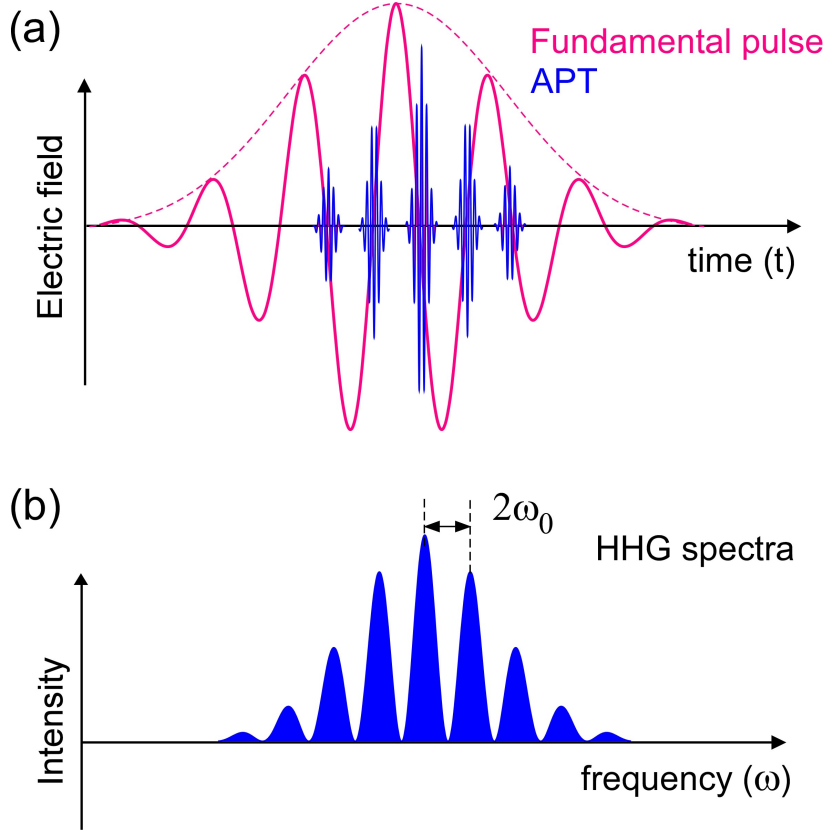 (a)
Fundamental pulse
APT
Electric field
time (t)
(b)
2ω₀
HHG spectra
Intensity
frequency (ω)